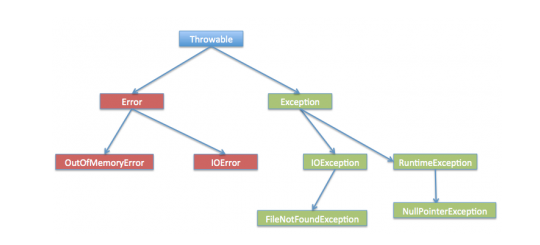 Throwable
Error
Exception
OutOfMemoryError
IOError
IOException
RuntimeException
FileNotFoundException
NullPointerException